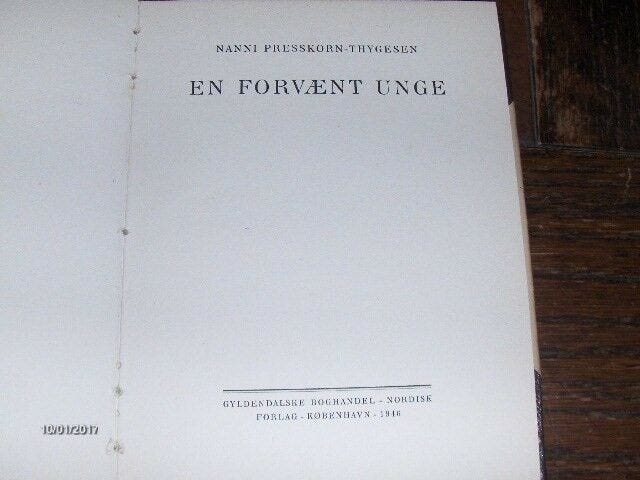 NANNI PRESSKORN-THYGESEN
EN FORVÆNT UNGE
GYLDENDALSKE BOGHANDEL - NORDISK
FORLAG - KØBENHAVN - 1946
10/01/2017